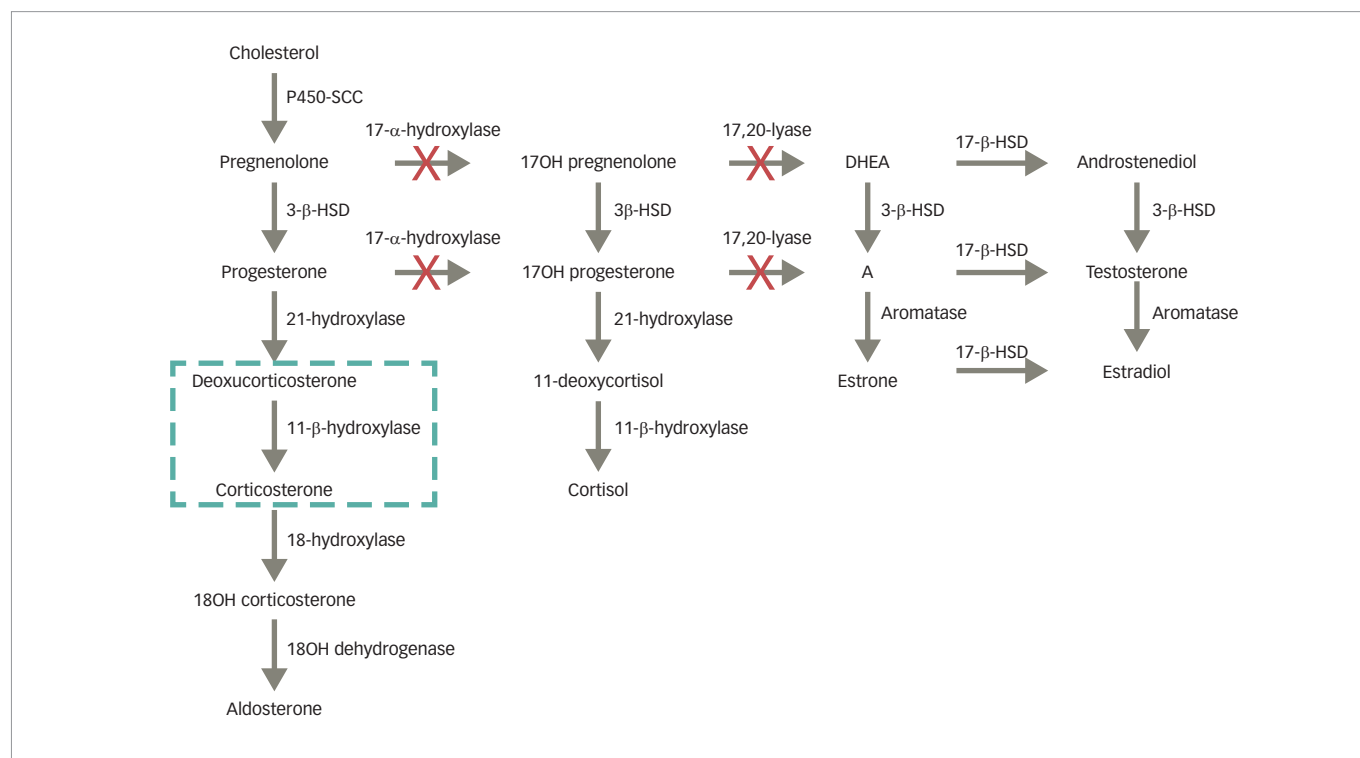 Cholesterol
P450-SCC
17-α-hydroxylase
17,20-lyase
17-β-HSD
Pregnenolone
17OH pregnenolone
DHEA
Androstenediol
3-β-HSD
3β-HSD
3-β-HSD
3-β-HSD
17-α-hydroxylase
17,20-lyase
17-β-HSD
Progesterone
17OH progesterone
A
Testosterone
21-hydroxylase
21-hydroxylase
Aromatase
Aromatase
17-β-HSD
Deoxucorticosterone
11-deoxycortisol
Estrone
Estradiol
11-β-hydroxylase
11-β-hydroxylase
Corticosterone
Cortisol
18-hydroxylase
18OH corticosterone
18OH dehydrogenase
Aldosterone